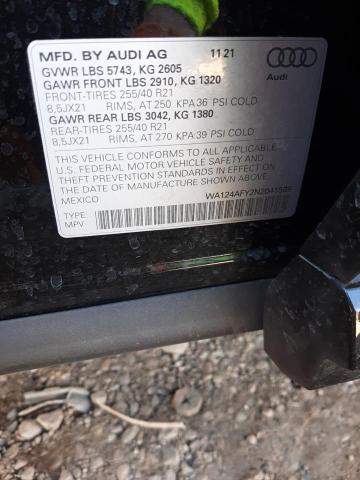 MFD. BY AUDI AG 11 21
GVWR LBS 5743, KG 2605
GAWR FRONT LBS 2910, KG 1320
FRONT-TIRES 255/40 R21
8,5JX21 RIMS, AT 250 KPA 36 PSI COLD
GAWR REAR LBS 3042, KG 1380
REAR-TIRES 255/40 R21
8,5JX21 RIMS, AT 270 KPA 39 PSI COLD
Audi
THIS VEHICLE CONFORMS TO ALL APPLICABLE
U.S. FEDERAL MOTOR VEHICLE SAFETY AND
THEFT PREVENTION STANDARDS IN EFFECT ON THE
DATE OF MANUFACTURE SHOWN ABOVE
MEXICO
WA124AFY2N2041589
TYPE:
MPV